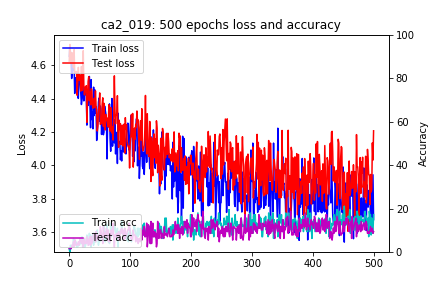 ca2_019: 500 epochs loss and accuracy
Train loss
Test loss
Train acc
Test acc
Loss
4.6
4.4
4.2
4.0
3.8
3.6
Accuracy
100
80
60
40
20
0
0
100
200
300
400
500